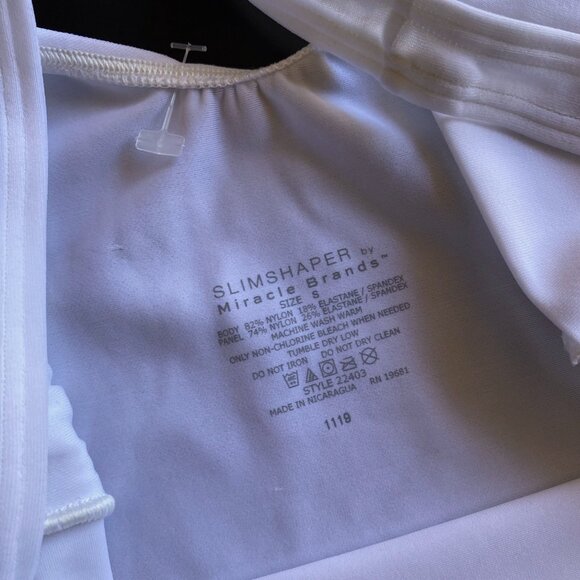 SLIMSHAPER by
Miracle Brands™
SIZE S
BODY 82% NYLON 18% ELASTANE / SPANDEX
PANEL 74% NYLON 26% ELASTANE / SPANDEX
MACHINE WASH WARM
ONLY NON-CHLORINE BLEACH WHEN NEEDED
TUMBLE DRY LOW
DO NOT IRON DO NOT DRY CLEAN
STYLE 22403
MADE IN NICARAGUA RN 19681
1119